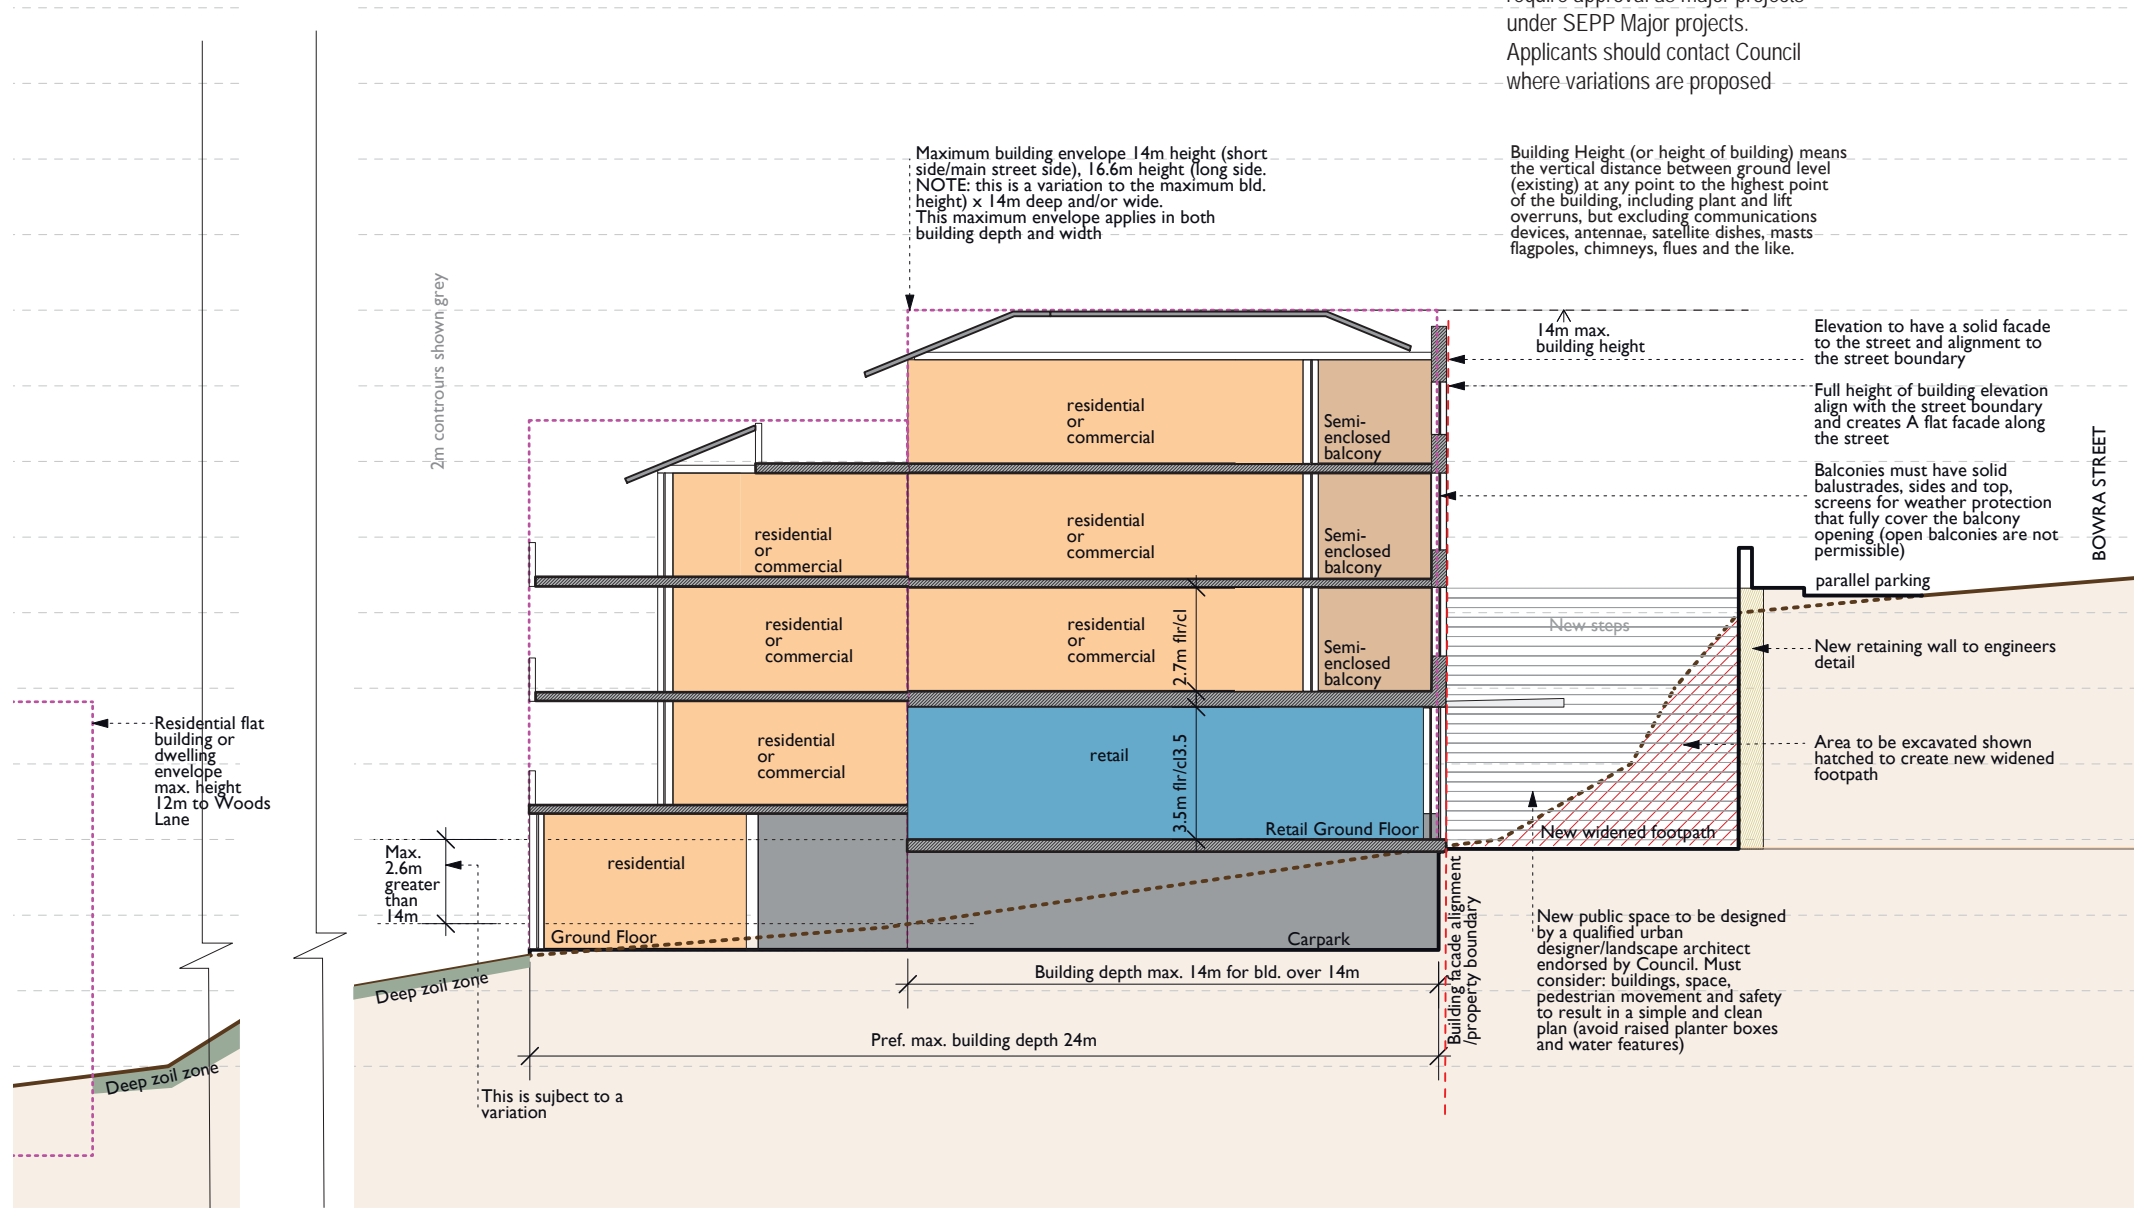 require approval as major projects
under SEPP Major projects.
Applicants should contact Council
where variations are proposed
Maximum building envelope 14m height (short
side/main street side), 16.6m height (long side.
NOTE: this is a variation to the maximum bld.
height) x 14m deep and/or wide.
This maximum envelope applies in both
building depth and width
Building Height (or height of building) means
the vertical distance between ground level
(existing) at any point to the highest point
of the building, including plant and lift
overruns, but excluding communications
devices, antennae, satellite dishes, masts
flagpoles, chimneys, flues and the like.
2m contrours shown grey
14m max.
building height
Elevation to have a solid facade
to the street and alignment to
the street boundary
Full height of building elevation
align with the street boundary
and creates A flat facade along
the street
Balconies must have solid
balustrades, sides and top,
screens for weather protection
that fully cover the balcony
opening (open balconies are not
permissible)
BOWRA STREET
parallel parking
residential
or
commercial
Semi-
enclosed
balcony
residential
or
commercial
residential
or
commercial
Semi-
enclosed
balcony
residential
or
commercial
residential
or
commercial
2.7m flr/cl
Semi-
enclosed
balcony
New steps
New retaining wall to engineers
detail
Residential flat
building or
dwelling
envelope
max. height
12m to Woods
Lane
residential
or
commercial
retail
3.5m flr/cl3.5
Retail Ground Floor
Area to be excavated shown
hatched to create new widened
footpath
New widened footpath
Max.
2.6m
greater
than
14m
residential
Ground Floor
Carpark
Building facade alignment
/property boundary
New public space to be designed
by a qualified urban
designer/landscape architect
endorsed by Council. Must
consider: buildings, space,
pedestrian movement and safety
to result in a simple and clean
plan (avoid raised planter boxes
and water features)
Building depth max. 14m for bld. over 14m
Deep zoil zone
Pref. max. building depth 24m
Deep zoil zone
This is sujbect to a
variation